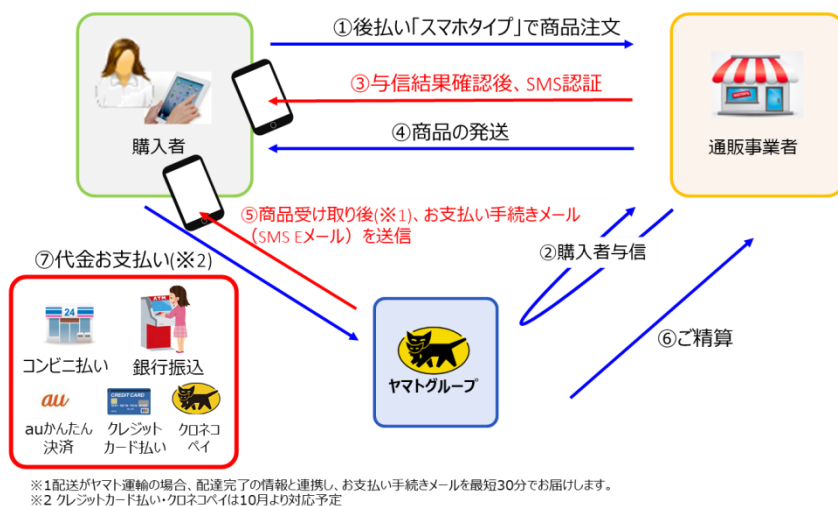 ①後払い「スマホタイプ」で商品注文
③与信結果確認後、SMS認証
④商品の発送
購入者
通販事業者
⑤商品受け取り後(※1)、お支払い手続きメール
（SMS Eメール）を送信
②購入者与信
⑦代金お支払い(※2)
24
ATM
コンビニ払い
銀行振込
⑥ご精算
ヤマトグループ
au
CREDIT CARD
auかんたん
決済
クレジット
カード払い
クロネコ
ペイ
※1配送がヤマト運輸の場合、配達完了の情報と連携し、お支払い手続きメールを最短30分でお届けします。
※2 クレジットカード払い・クロネコペイは10月より対応予定